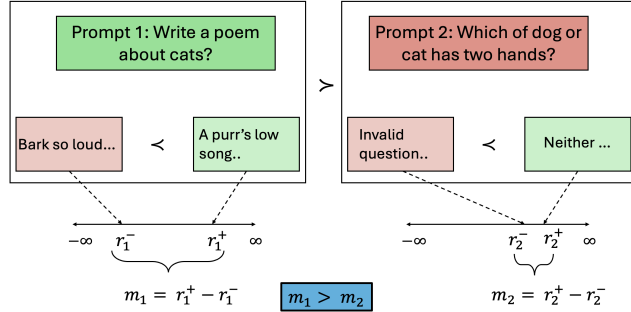 Prompt 1: Write a poem
about cats?
≻
Prompt 2: Which of dog or
cat has two hands?
Bark so loud...
≺
A purr's low
song..
Invalid
question..
≺
Neither ...
−∞ r₁⁻ r₁⁺ ∞
−∞ r₂⁻ r₂⁺ ∞
m₁ = r₁⁺ − r₁⁻
m₁ > m₂
m₂ = r₂⁺ − r₂⁻